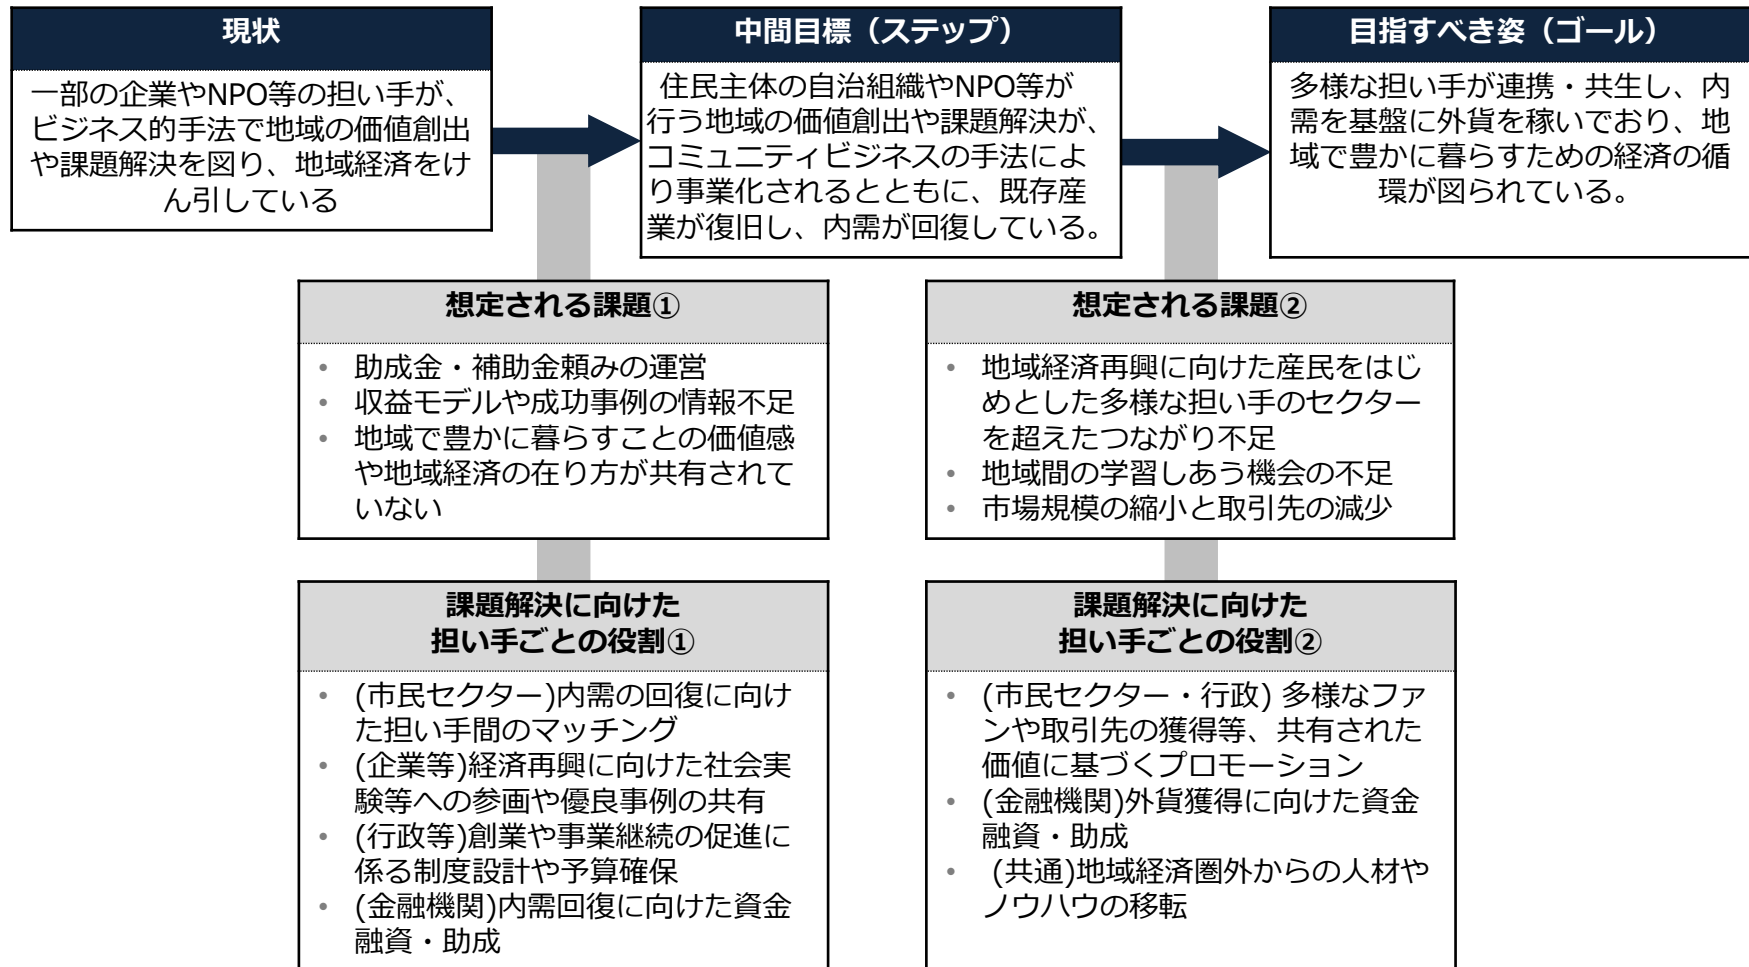 現状
一部の企業やNPO等の担い手が、
ビジネス的手法で地域の価値創出
や課題解決を図り、地域経済をけ
ん引している
中間目標（ステップ）
住民主体の自治組織やNPO等が
行う地域の価値創出や課題解決が、
コミュニティビジネスの手法によ
り事業化されるとともに、既存産
業が復旧し、内需が回復している。
目指すべき姿（ゴール）
多様な担い手が連携・共生し、内
需を基盤に外貨を稼いでおり、地
域で豊かに暮らすための経済の循
環が図られている。
想定される課題①
• 助成金・補助金頼みの運営
• 収益モデルや成功事例の情報不足
• 地域で豊かに暮らすことの価値感
や地域経済の在り方が共有されて
いない
想定される課題②
• 地域経済再興に向けた産民をはじ
めとした多様な担い手のセクター
を超えたつながり不足
• 地域間の学習しあう機会の不足
• 市場規模の縮小と取引先の減少
課題解決に向けた
担い手ごとの役割①
• (市民セクター)内需の回復に向け
た担い手間のマッチング
• (企業等)経済再興に向けた社会実
験等への参画や優良事例の共有
• (行政等)創業や事業継続の促進に
係る制度設計や予算確保
• (金融機関)内需回復に向けた資金
融資・助成
課題解決に向けた
担い手ごとの役割②
• (市民セクター・行政) 多様なファ
ンや取引先の獲得等、共有された
価値に基づくプロモーション
• (金融機関)外貨獲得に向けた資金
融資・助成
• (共通)地域経済圏外からの人材や
ノウハウの移転